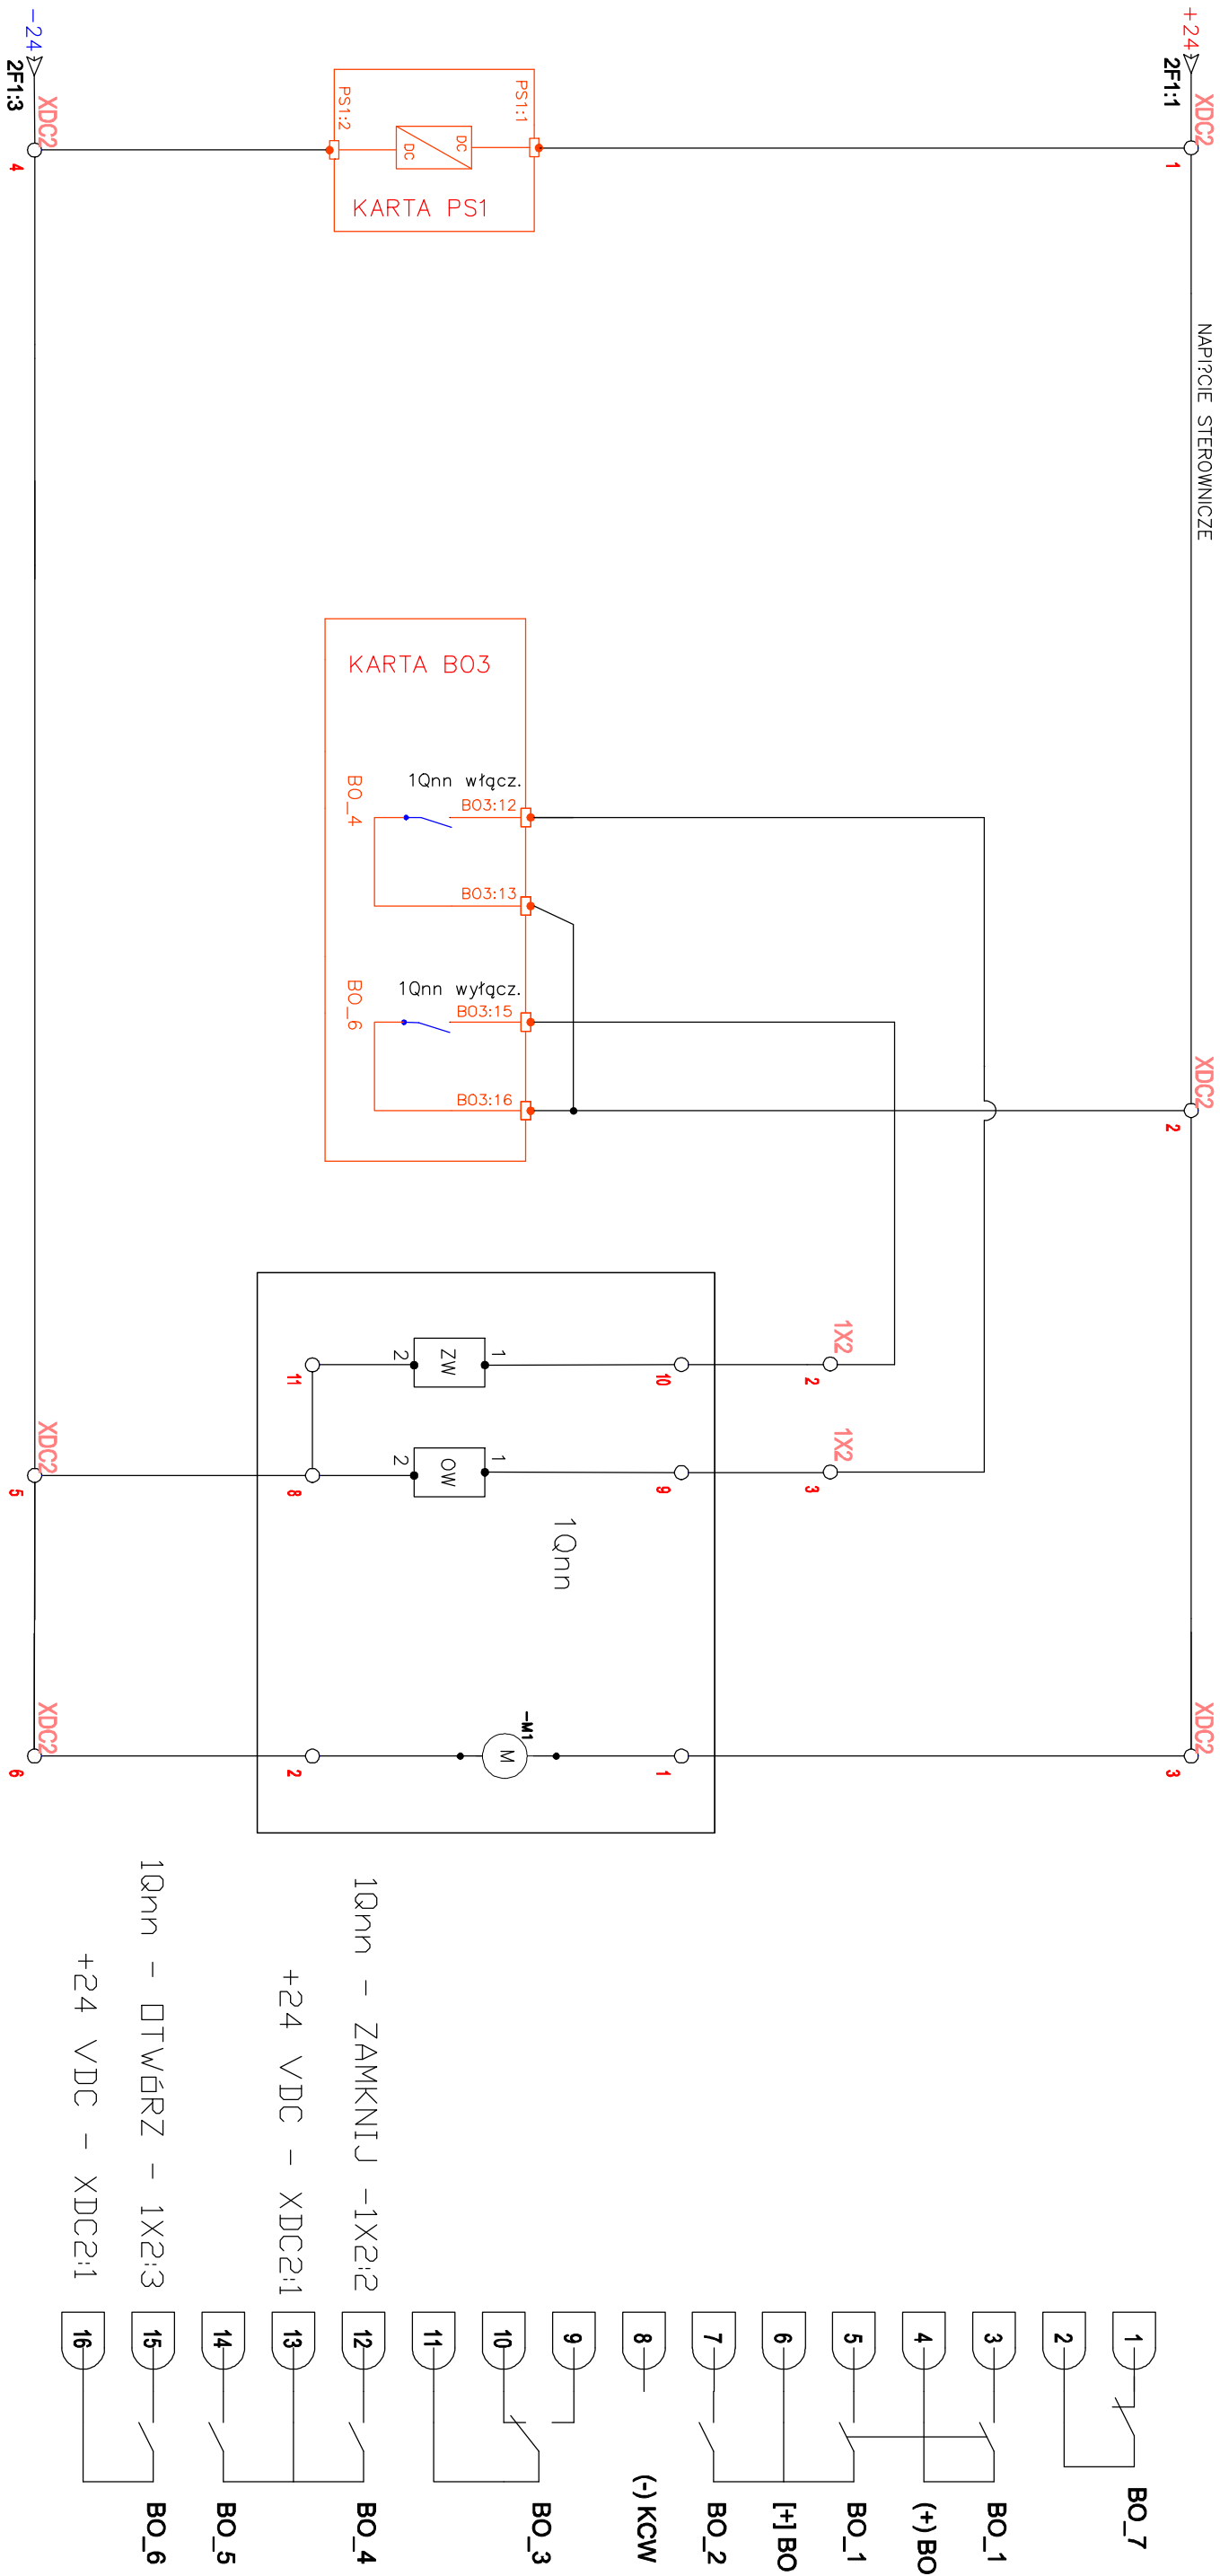 +24
2F1:1
XDC2
1
NAPI?CIE STEROWNICZE
XDC2
2
XDC2
3
-24
2F1:3
XDC2
4
XDC2
5
XDC2
6
PS1:1
PS1:2
DC
DC
KARTA PS1
KARTA BO3
1Qnn włącz.
BO3:12
BO_4
BO3:13
1Qnn wyłącz.
BO3:15
BO_6
BO3:16
1X2
2
1X2
3
10
9
1
ZW
2
11
1
OW
2
8
1Qnn
-M1
M
1
2
1Qnn - ZAMKNIJ -1X2:2
+24 VDC - XDC2:1
1Qnn - OTWÓRZ - 1X2:3
+24 VDC - XDC2:1
1
2
BO_7
3
BO_1
4
(+) BO
5
BO_1
6
[+] BO
7
BO_2
8
(-) KCW
9
10
11
BO_3
12
BO_4
13
14
BO_5
15
BO_6
16